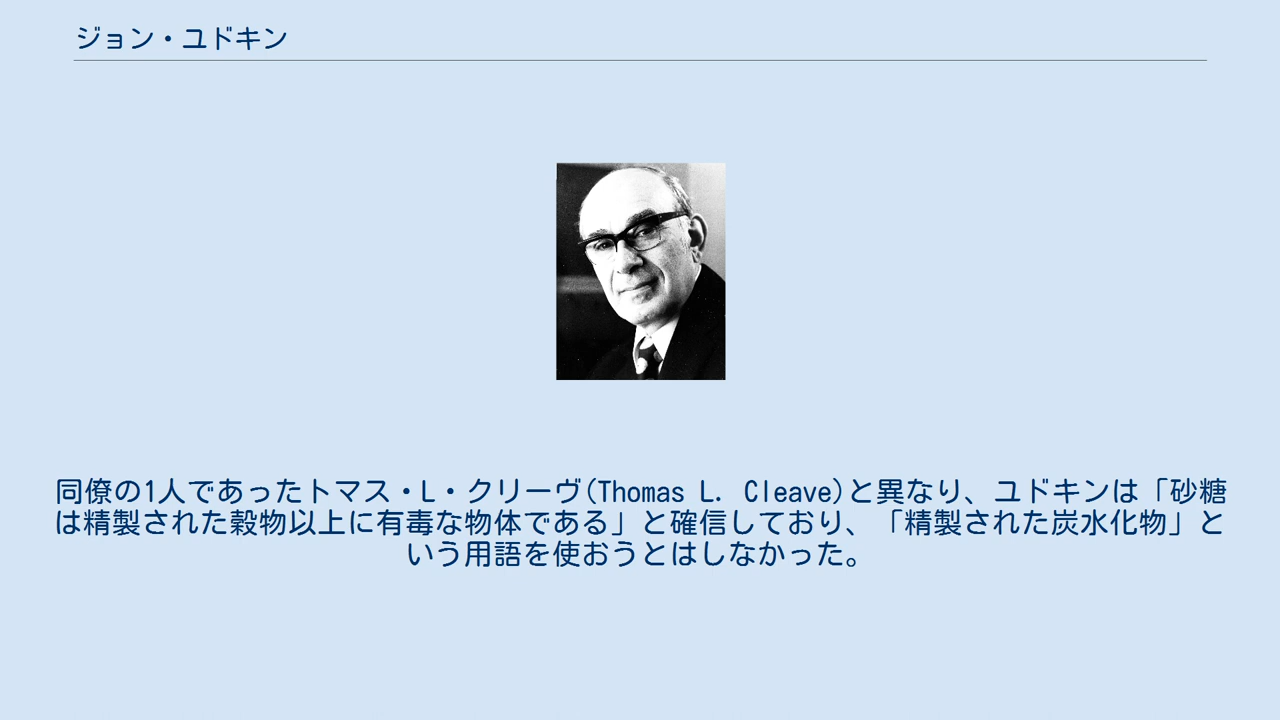 ジョン・ユドキン
同僚の1人であったトマス・L・クリーヴ(Thomas L. Cleave)と異なり、ユドキンは「砂糖
は精製された穀物以上に有毒な物体である」と確信しており、「精製された炭水化物」と
いう用語を使おうとはしなかった。